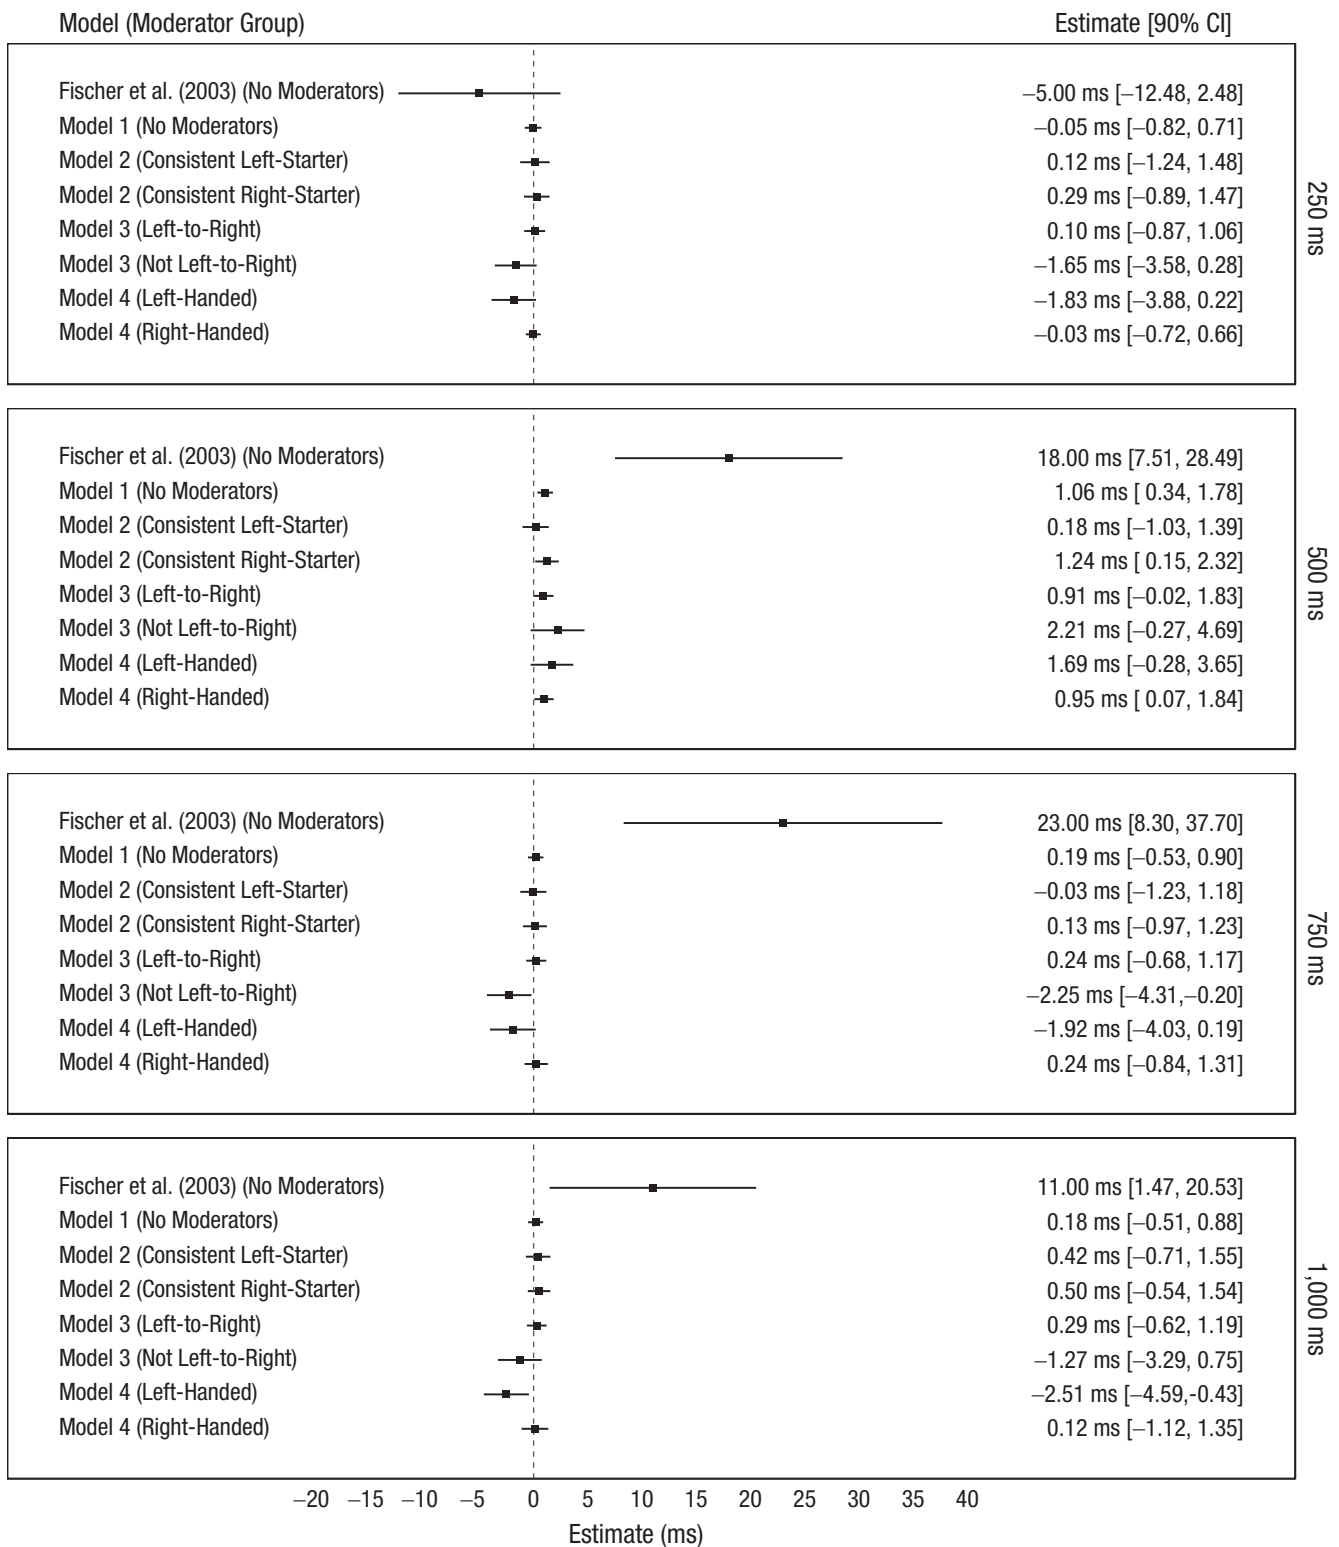 Model (Moderator Group) Estimate [90% CI]
Fischer et al. (2003) (No Moderators) −5.00 ms [−12.48, 2.48]
Model 1 (No Moderators) −0.05 ms [−0.82, 0.71]
Model 2 (Consistent Left-Starter) 0.12 ms [−1.24, 1.48]
Model 2 (Consistent Right-Starter) 0.29 ms [−0.89, 1.47]
Model 3 (Left-to-Right) 0.10 ms [−0.87, 1.06]
Model 3 (Not Left-to-Right) −1.65 ms [−3.58, 0.28]
Model 4 (Left-Handed) −1.83 ms [−3.88, 0.22]
Model 4 (Right-Handed) −0.03 ms [−0.72, 0.66]
250 ms
Fischer et al. (2003) (No Moderators) 18.00 ms [7.51, 28.49]
Model 1 (No Moderators) 1.06 ms [ 0.34, 1.78]
Model 2 (Consistent Left-Starter) 0.18 ms [−1.03, 1.39]
Model 2 (Consistent Right-Starter) 1.24 ms [ 0.15, 2.32]
Model 3 (Left-to-Right) 0.91 ms [−0.02, 1.83]
Model 3 (Not Left-to-Right) 2.21 ms [−0.27, 4.69]
Model 4 (Left-Handed) 1.69 ms [−0.28, 3.65]
Model 4 (Right-Handed) 0.95 ms [ 0.07, 1.84]
500 ms
Fischer et al. (2003) (No Moderators) 23.00 ms [8.30, 37.70]
Model 1 (No Moderators) 0.19 ms [−0.53, 0.90]
Model 2 (Consistent Left-Starter) −0.03 ms [−1.23, 1.18]
Model 2 (Consistent Right-Starter) 0.13 ms [−0.97, 1.23]
Model 3 (Left-to-Right) 0.24 ms [−0.68, 1.17]
Model 3 (Not Left-to-Right) −2.25 ms [−4.31,−0.20]
Model 4 (Left-Handed) −1.92 ms [−4.03, 0.19]
Model 4 (Right-Handed) 0.24 ms [−0.84, 1.31]
750 ms
Fischer et al. (2003) (No Moderators) 11.00 ms [1.47, 20.53]
Model 1 (No Moderators) 0.18 ms [−0.51, 0.88]
Model 2 (Consistent Left-Starter) 0.42 ms [−0.71, 1.55]
Model 2 (Consistent Right-Starter) 0.50 ms [−0.54, 1.54]
Model 3 (Left-to-Right) 0.29 ms [−0.62, 1.19]
Model 3 (Not Left-to-Right) −1.27 ms [−3.29, 0.75]
Model 4 (Left-Handed) −2.51 ms [−4.59,-0.43]
Model 4 (Right-Handed) 0.12 ms [−1.12, 1.35]
1,000 ms
−20 −15 −10 −5 0 5 10 15 20 25 30 35 40
Estimate (ms)